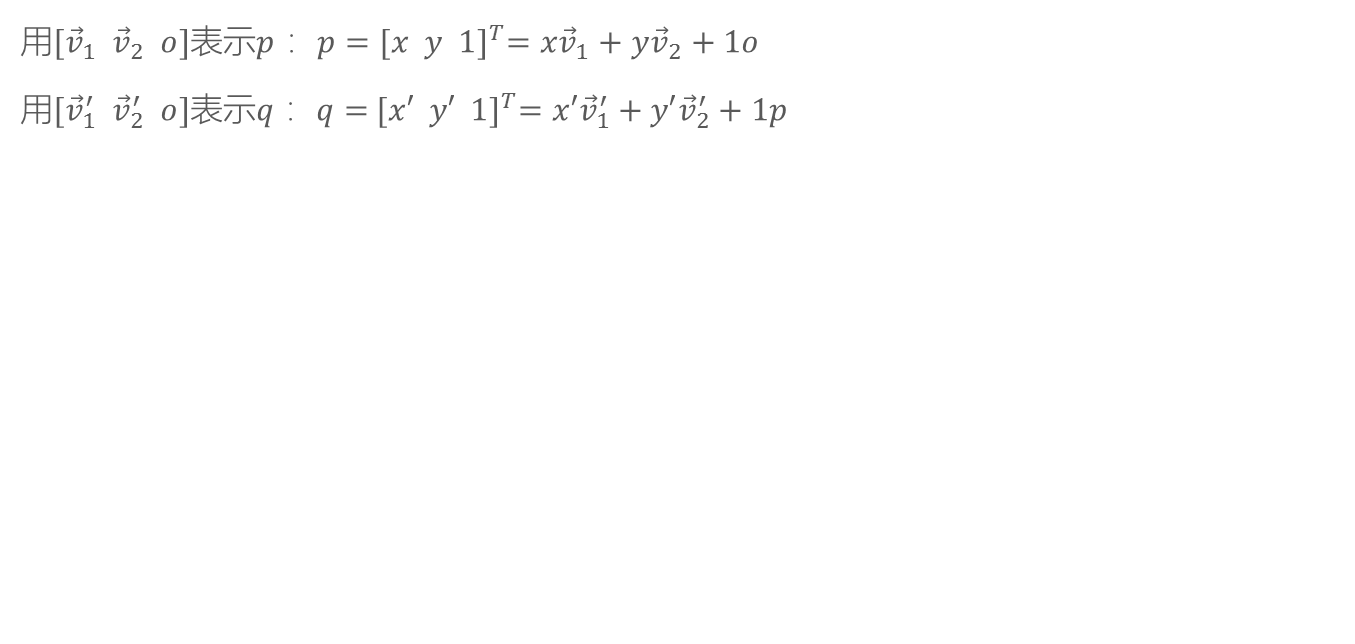 用[v⃗₁ v⃗₂ o]表示p： p = [x y 1]ᵀ= xv⃗₁ + yv⃗₂ + 1o
用[v⃗₁′ v⃗₂′ o]表示q： q = [x′ y′ 1]ᵀ= x′v⃗₁′ + y′v⃗₂′ + 1p